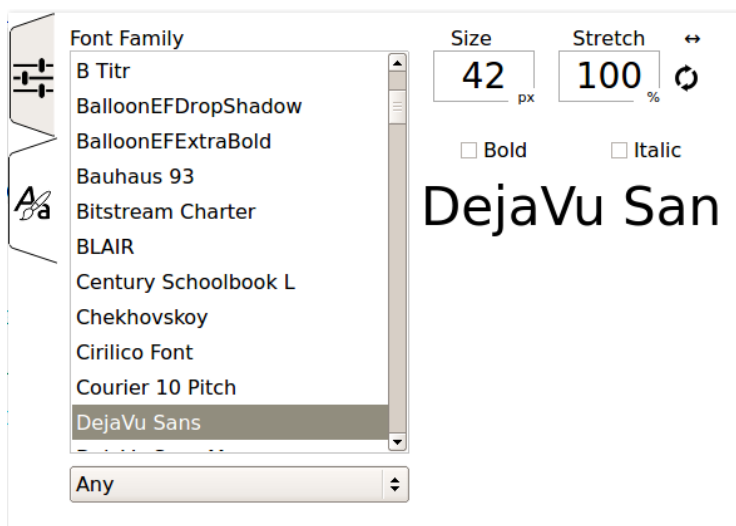 Font Family
Size
Stretch
↔
B Titr
BalloonEFDropShadow
BalloonEFExtraBold
Bauhaus 93
Bitstream Charter
BLAIR
Century Schoolbook L
Chekhovskoy
Cirilico Font
Courier 10 Pitch
DejaVu Sans
Any
42 px
100 %
Bold
Italic
DejaVu San
Aa